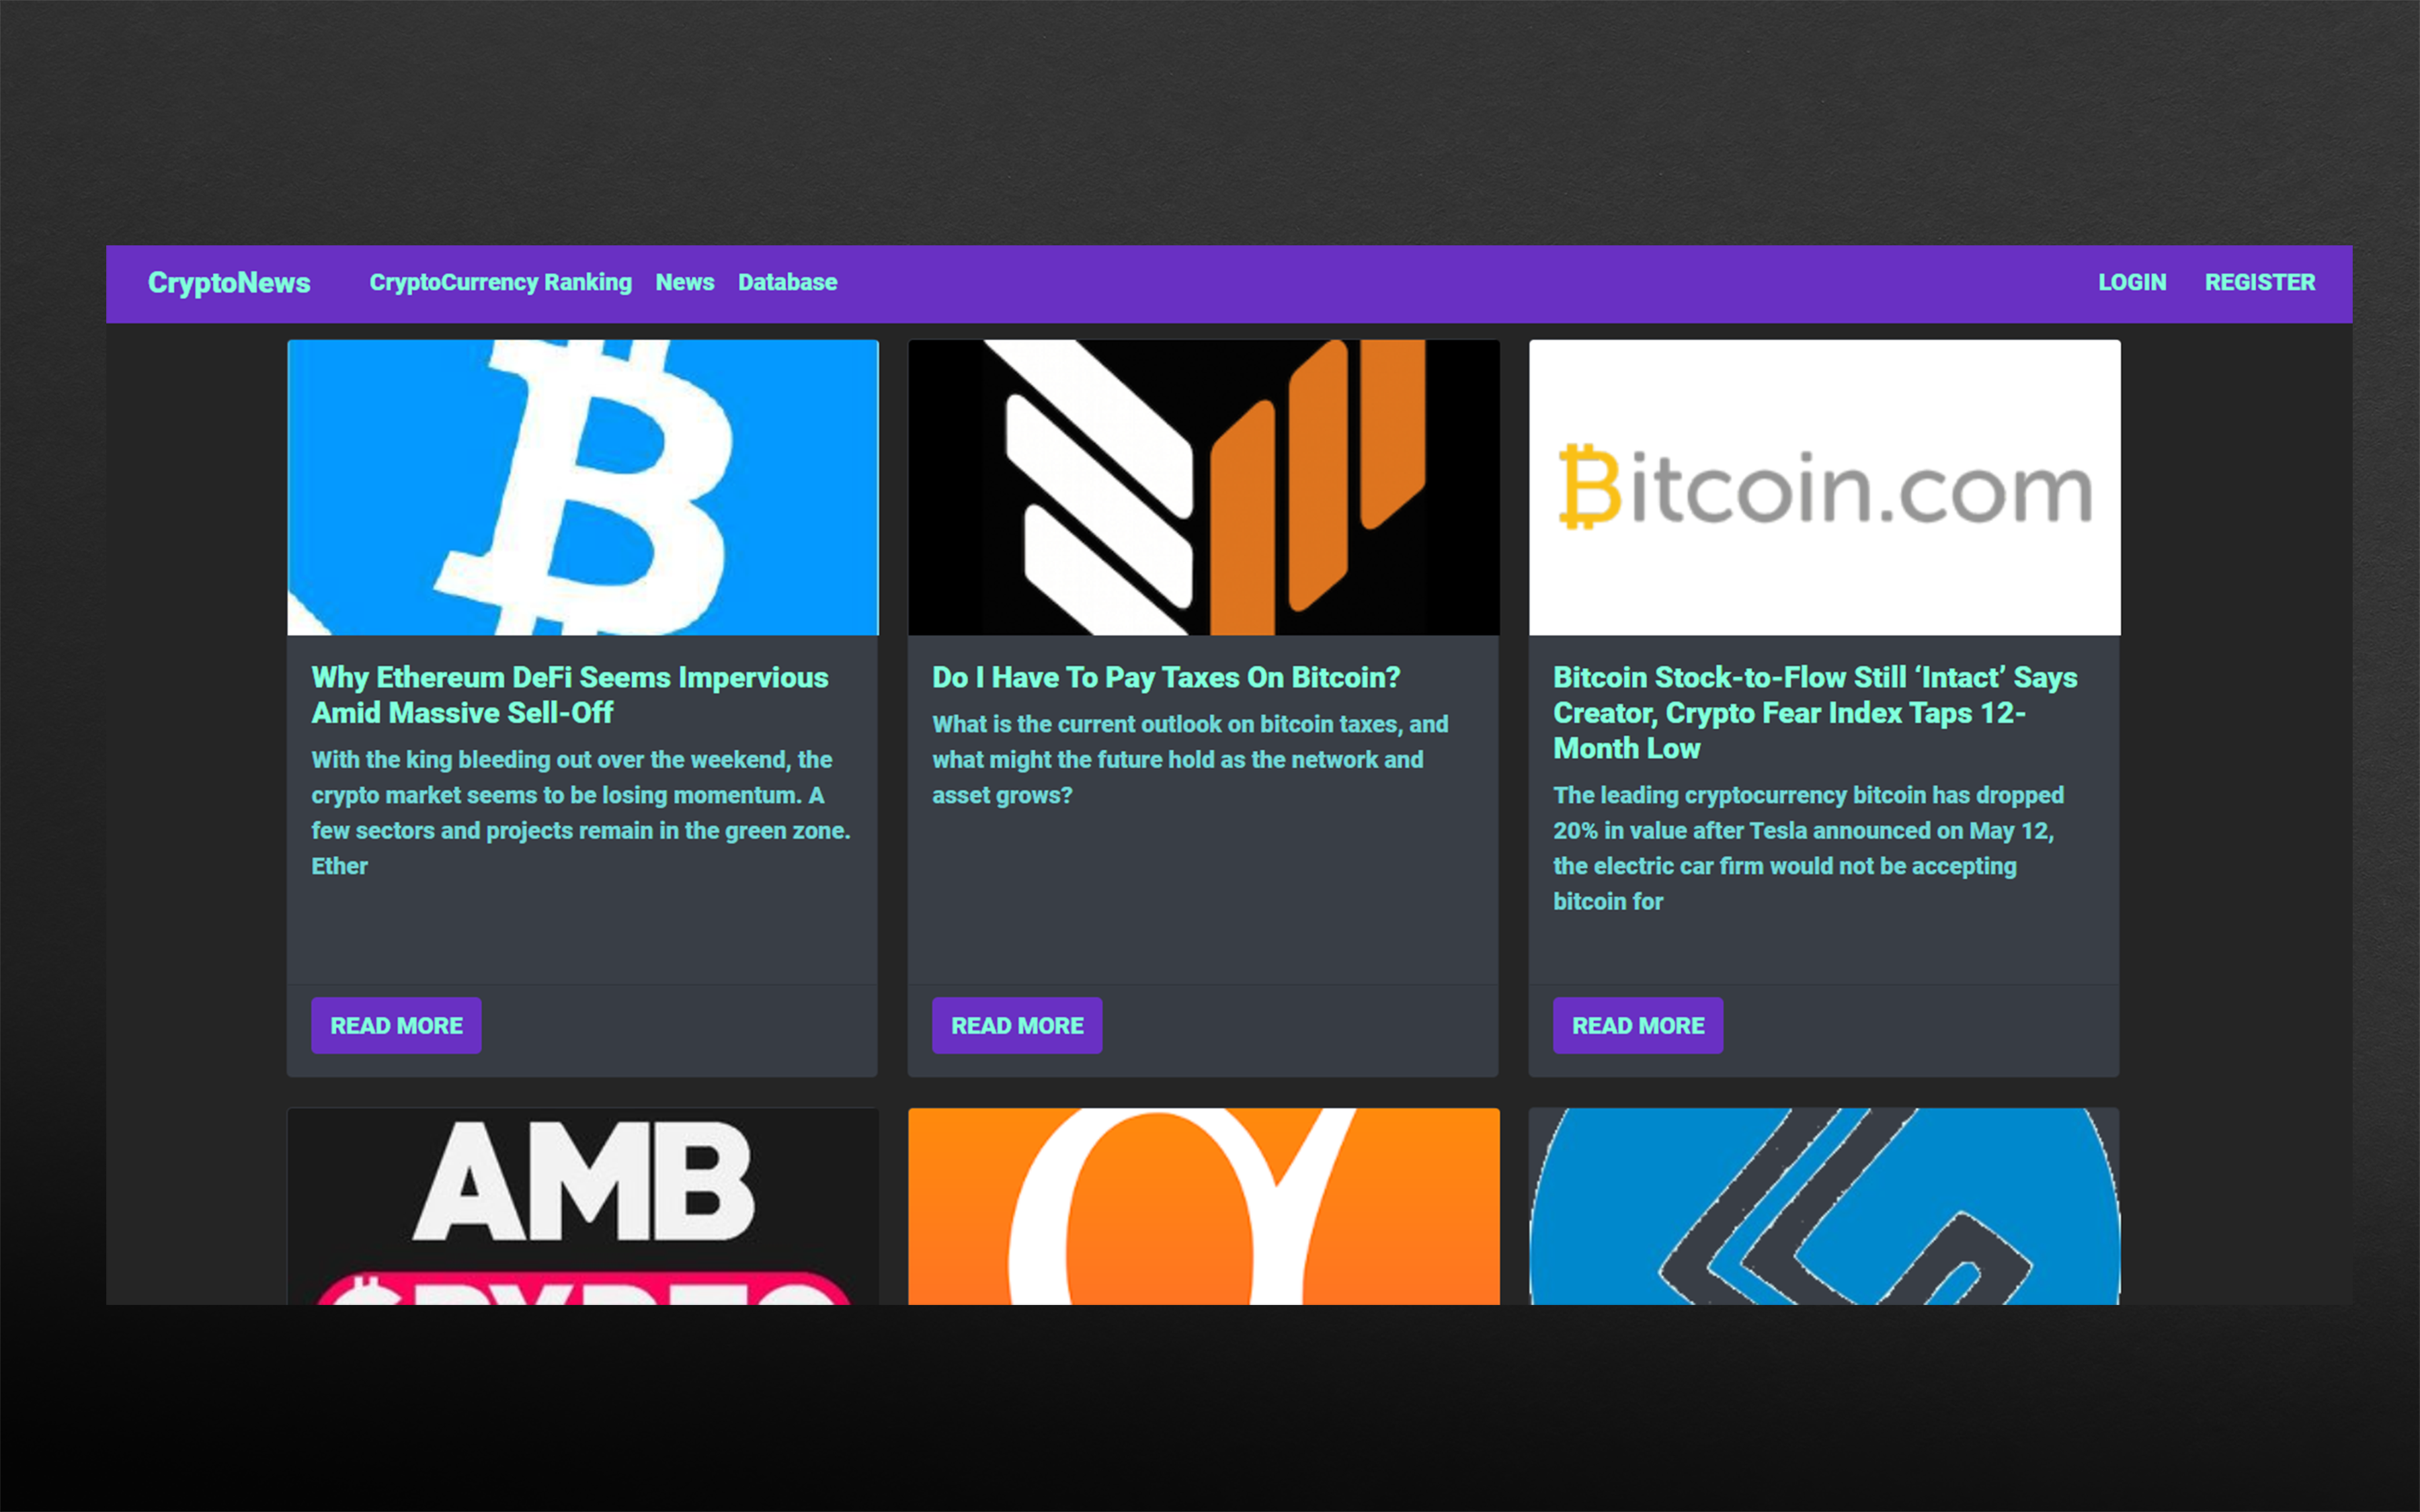 CryptoNews CryptoCurrency Ranking News Database LOGIN REGISTER
Bitcoin.com
Why Ethereum DeFi Seems Impervious
Amid Massive Sell-Off
With the king bleeding out over the weekend, the
crypto market seems to be losing momentum. A
few sectors and projects remain in the green zone.
Ether
READ MORE
Do I Have To Pay Taxes On Bitcoin?
What is the current outlook on bitcoin taxes, and
what might the future hold as the network and
asset grows?
READ MORE
Bitcoin Stock-to-Flow Still ‘Intact’ Says
Creator, Crypto Fear Index Taps 12-
Month Low
The leading cryptocurrency bitcoin has dropped
20% in value after Tesla announced on May 12,
the electric car firm would not be accepting
bitcoin for
READ MORE
AMB
CRYPTO